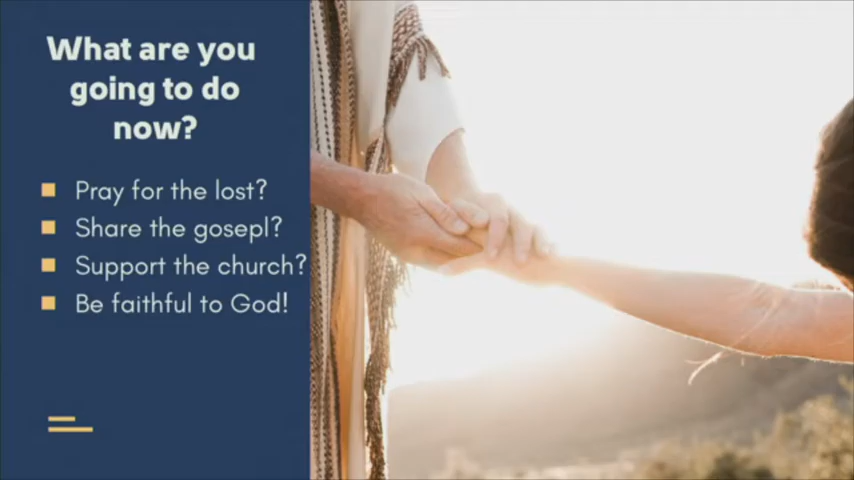 What are you
going to do
now?
Pray for the lost?
Share the gosepl?
Support the church?
Be faithful to God!